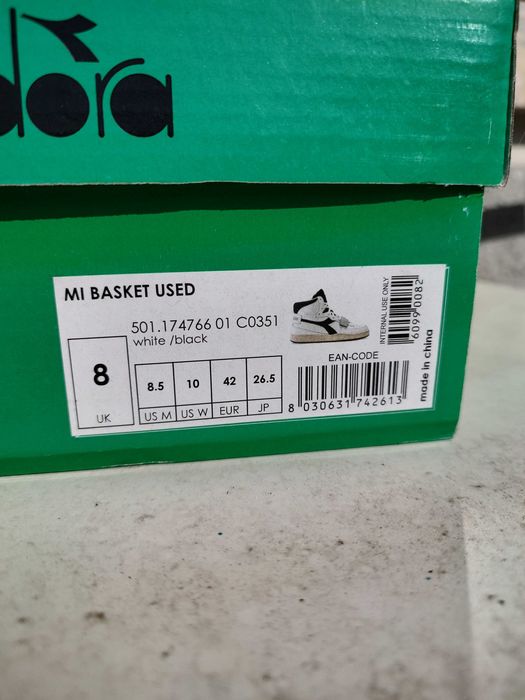 dora
MI BASKET USED
501.174766 01 C0351
white /black
8
UK
8.5
10
42
26.5
US M
US W
EUR
JP
EAN-CODE
8 030631 742613
INTERNAL USE ONLY
60990082
made in china